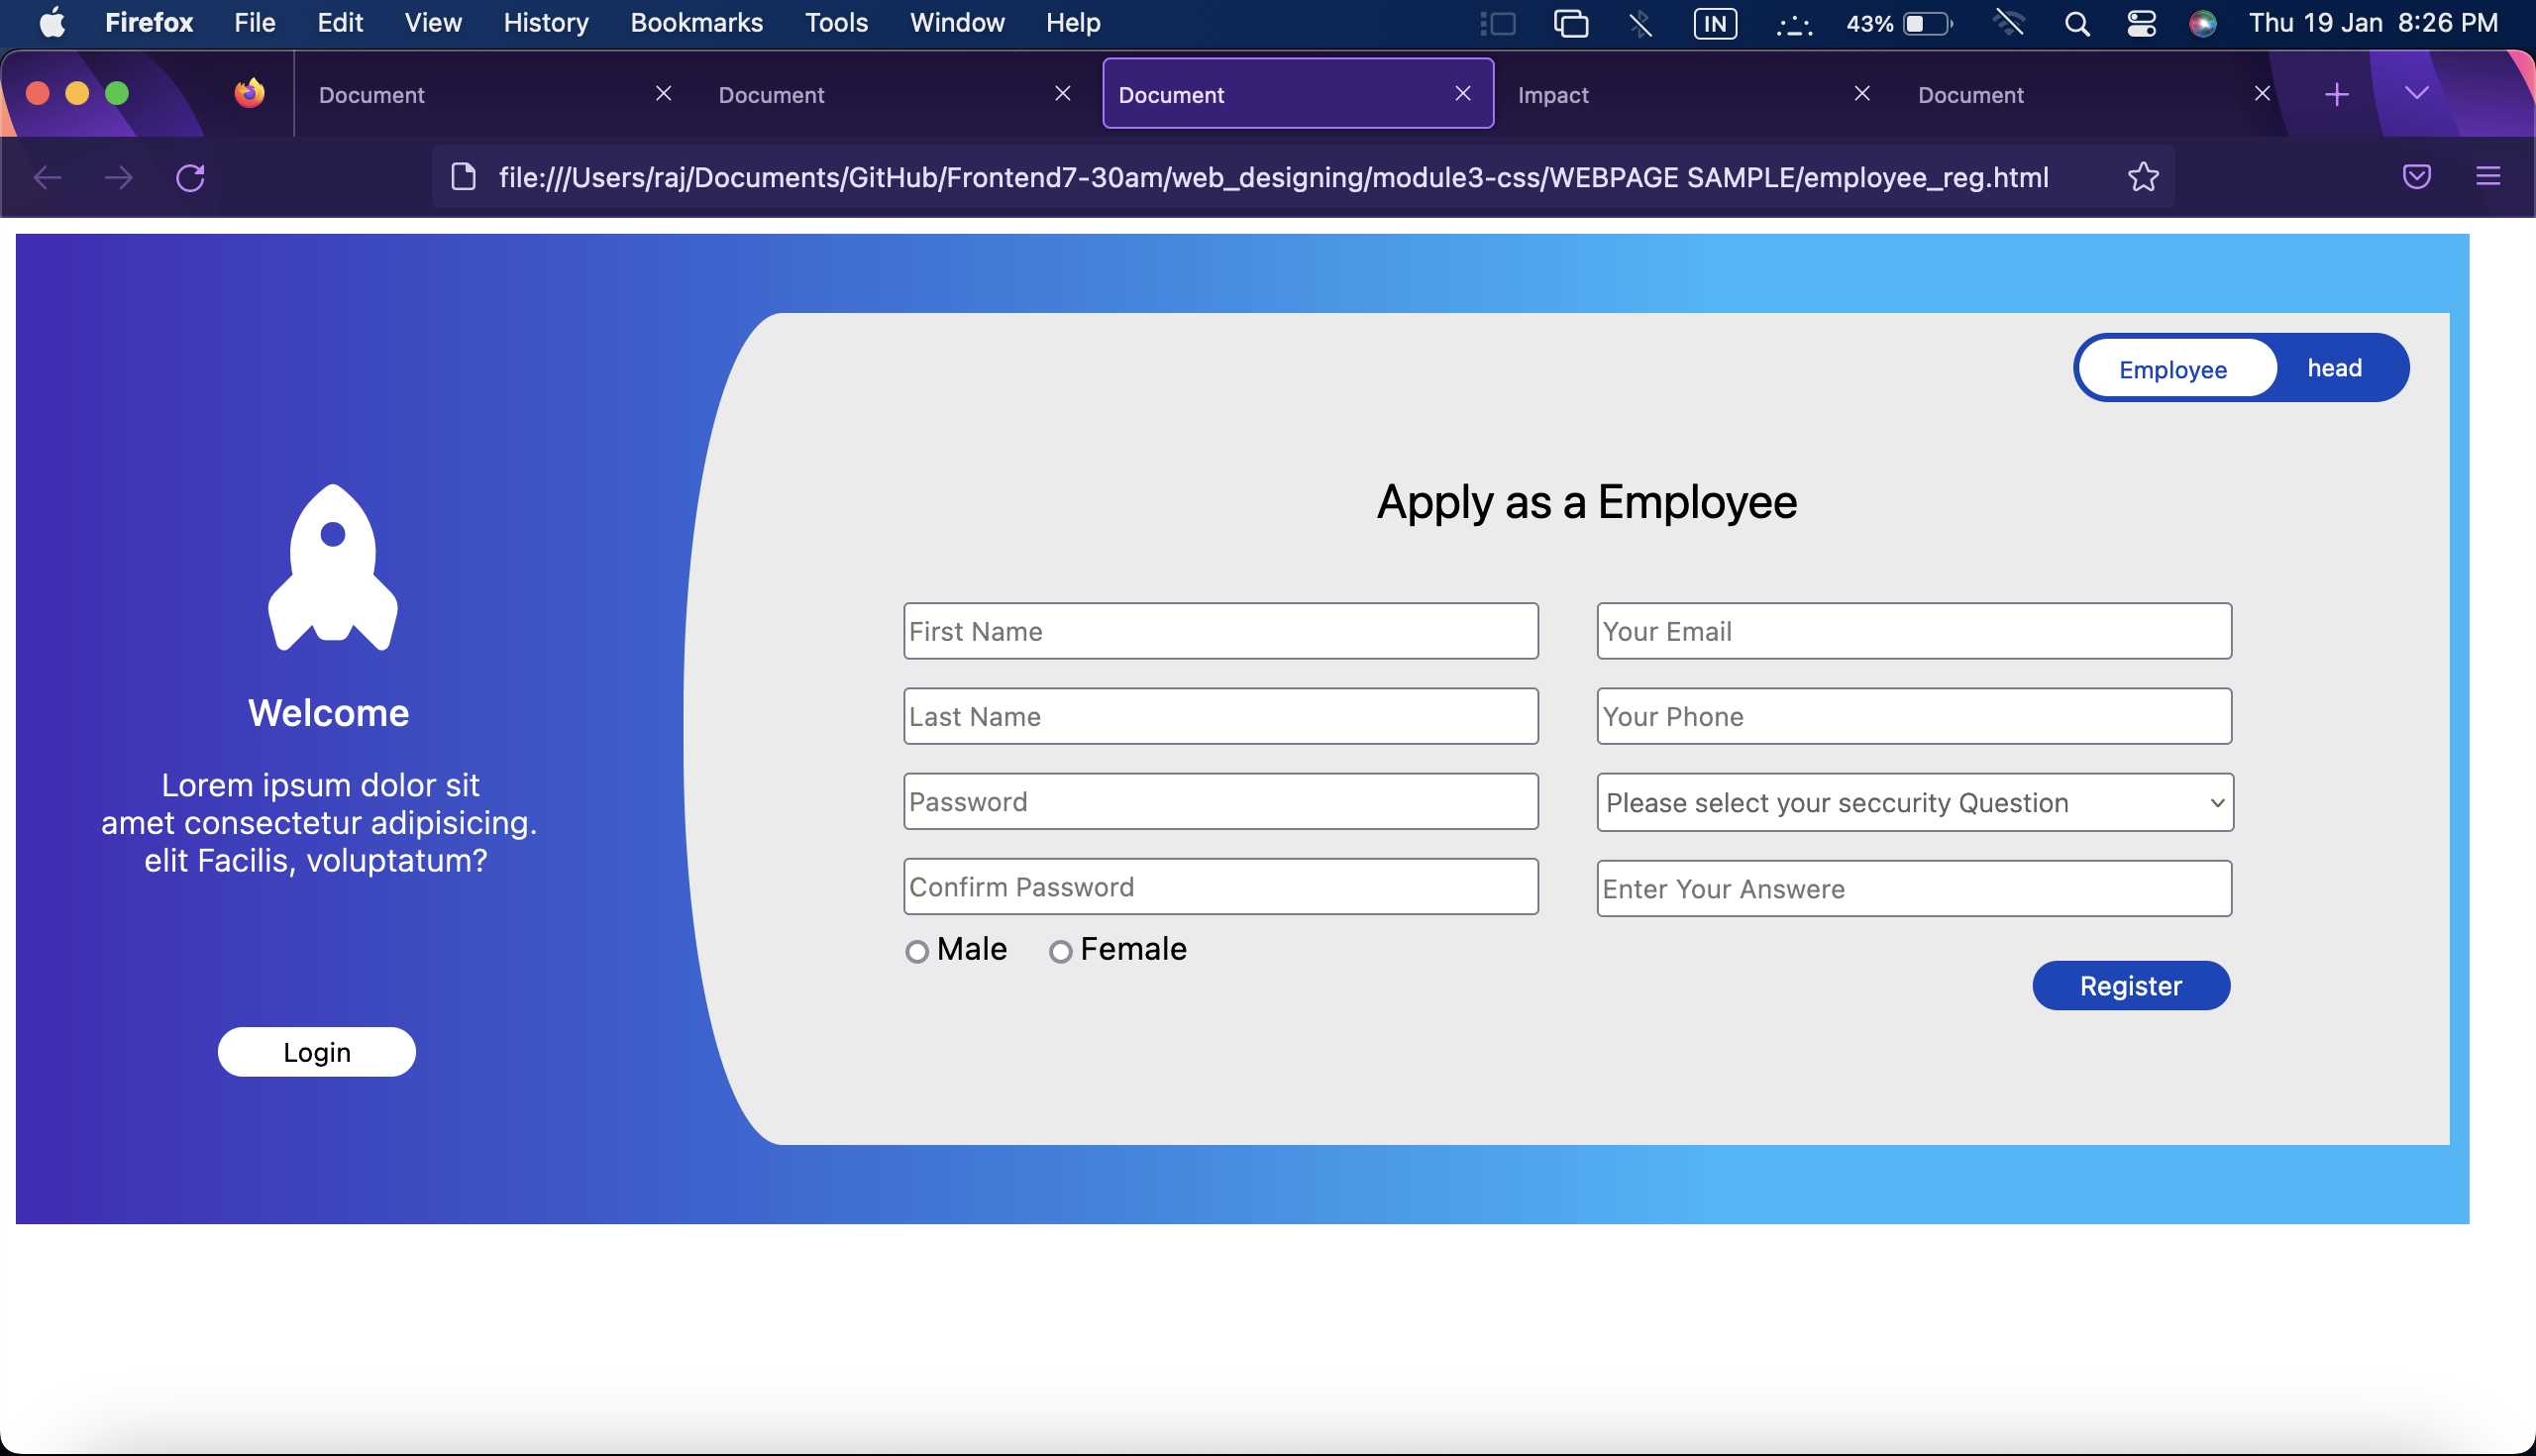 Firefox File Edit View History Bookmarks Tools Window Help IN 43% Thu 19 Jan 8:26 PM
Document Document Document Impact Document
file:///Users/raj/Documents/GitHub/Frontend7-30am/web_designing/module3-css/WEBPAGE SAMPLE/employee_reg.html
Employee head
Apply as a Employee
Welcome
Lorem ipsum dolor sit
amet consectetur adipisicing.
elit Facilis, voluptatum?
Login
First Name
Last Name
Password
Confirm Password
Male Female
Your Email
Your Phone
Please select your seccurity Question
Enter Your Answere
Register